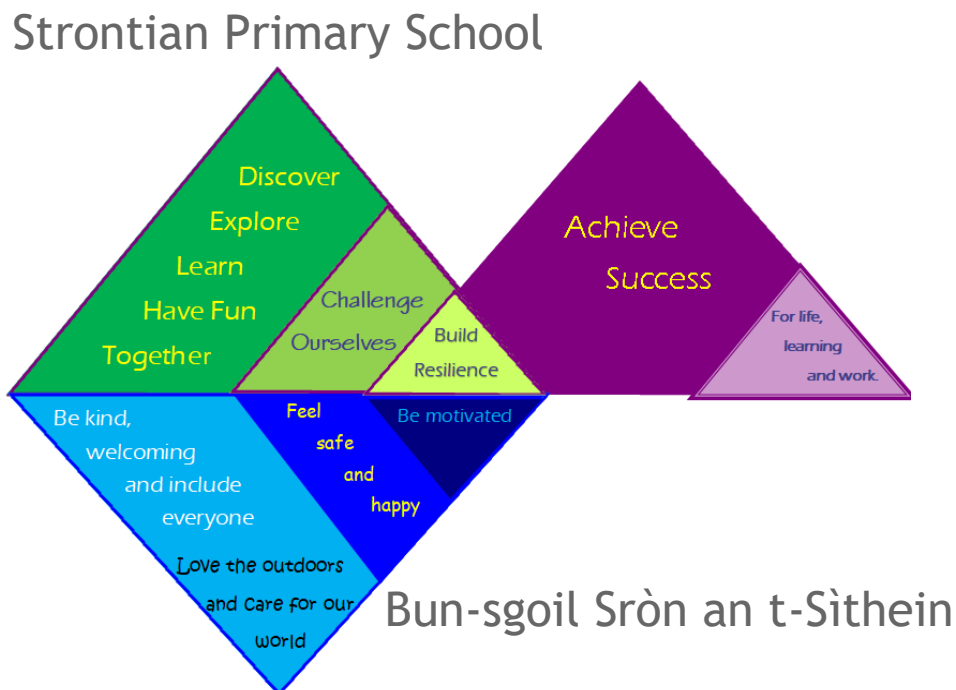 Strontian Primary School
Discover
Explore
Learn
Have Fun
Together
Challenge
Ourselves
Build
Resilience
Achieve
Success
For life,
learning
and work.
Be kind,
welcoming
and include
everyone
Feel
safe
and
happy
Be motivated
Love the outdoors
and care for our
world
Bun-sgoil Sròn an t-Sìthein